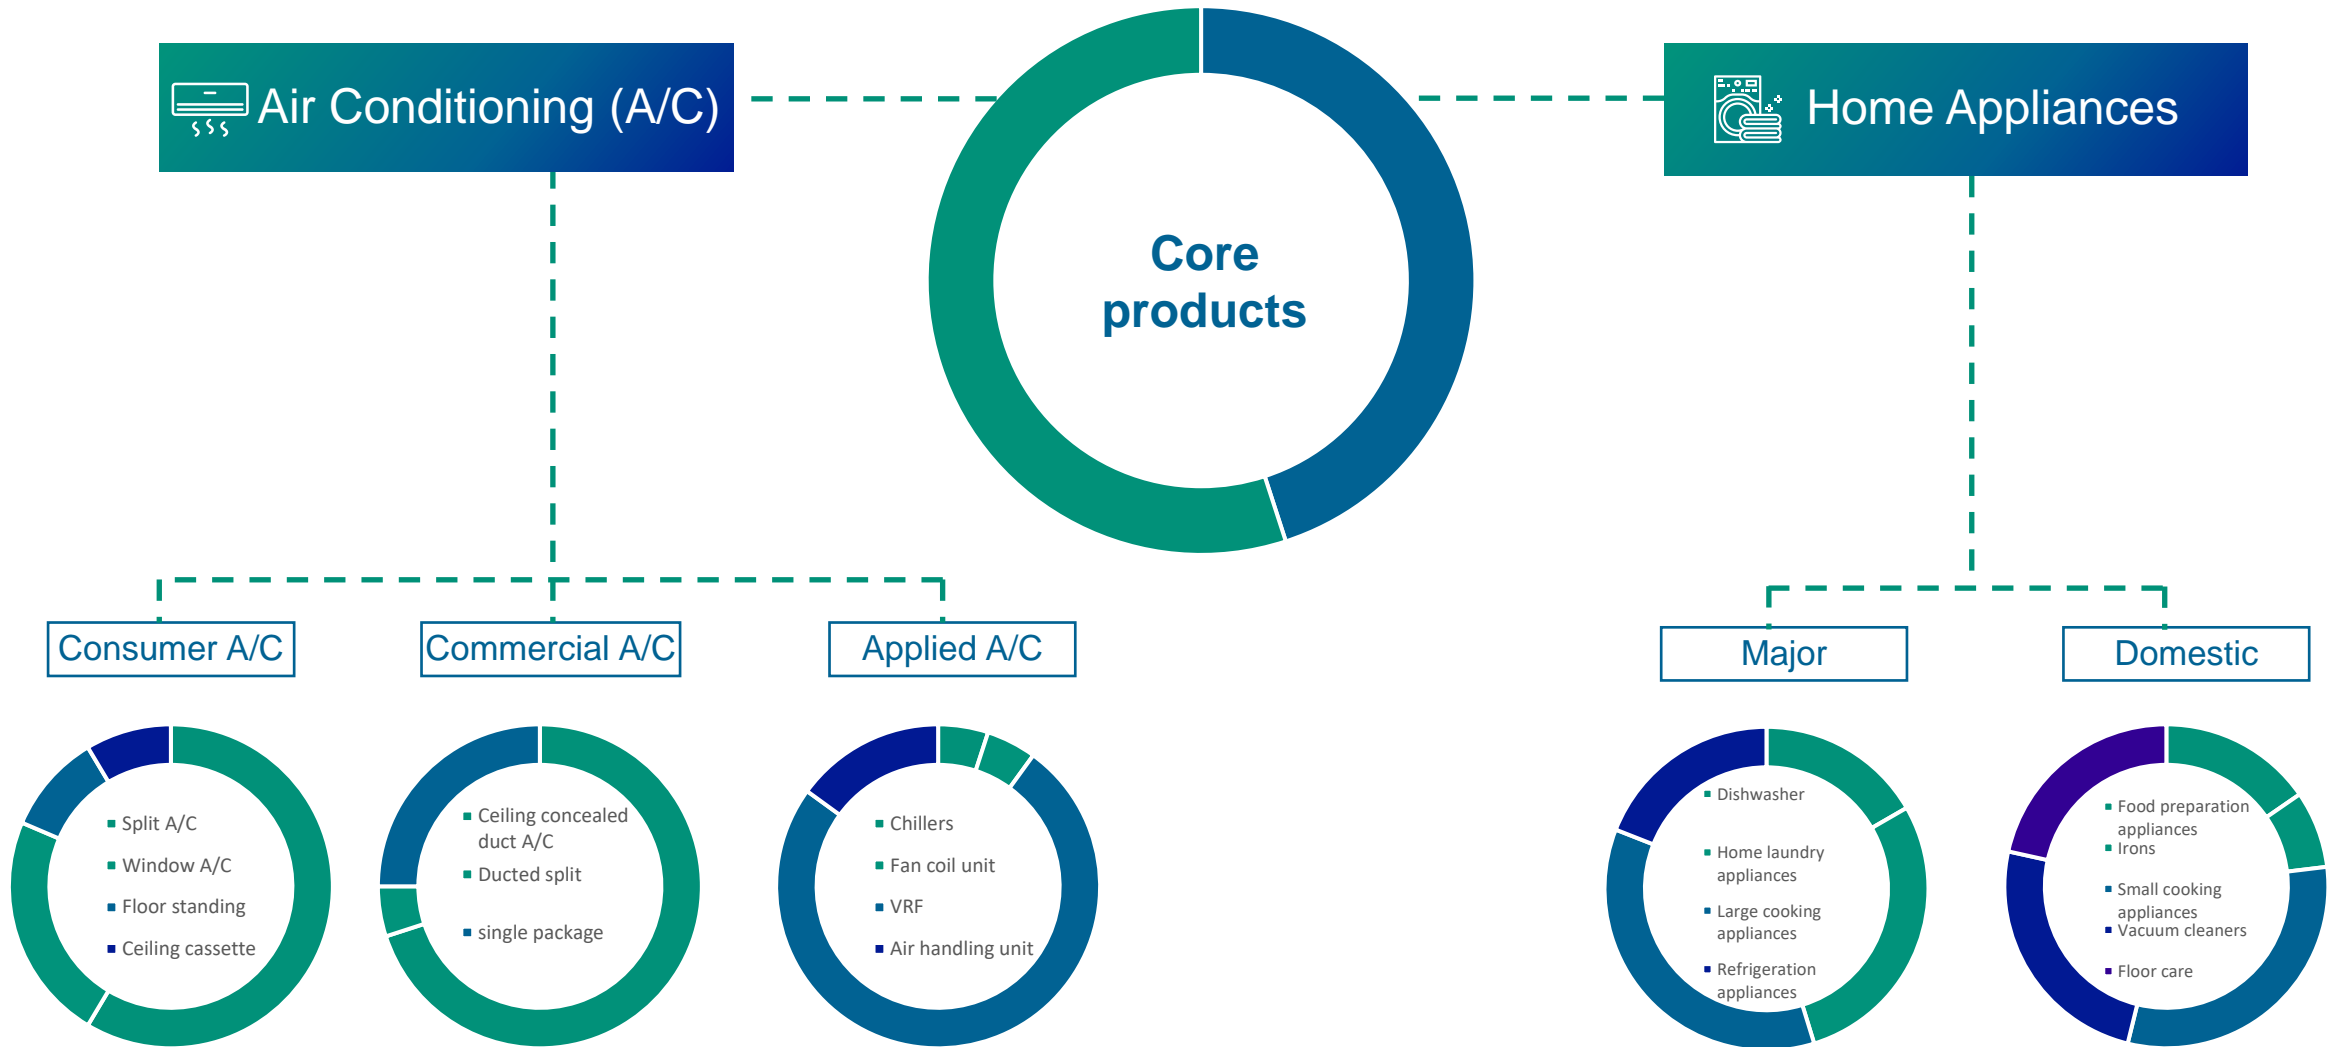 Air Conditioning (A/C)
Home Appliances
Core
products
Consumer A/C
Commercial A/C
Applied A/C
Major
Domestic
Split A/C
Window A/C
Floor standing
Ceiling cassette
Ceiling concealed
duct A/C
Ducted split
single package
Chillers
Fan coil unit
VRF
Air handling unit
Dishwasher
Home laundry
appliances
Large cooking
appliances
Refrigeration
appliances
Food preparation
appliances
Irons
Small cooking
appliances
Vacuum cleaners
Floor care